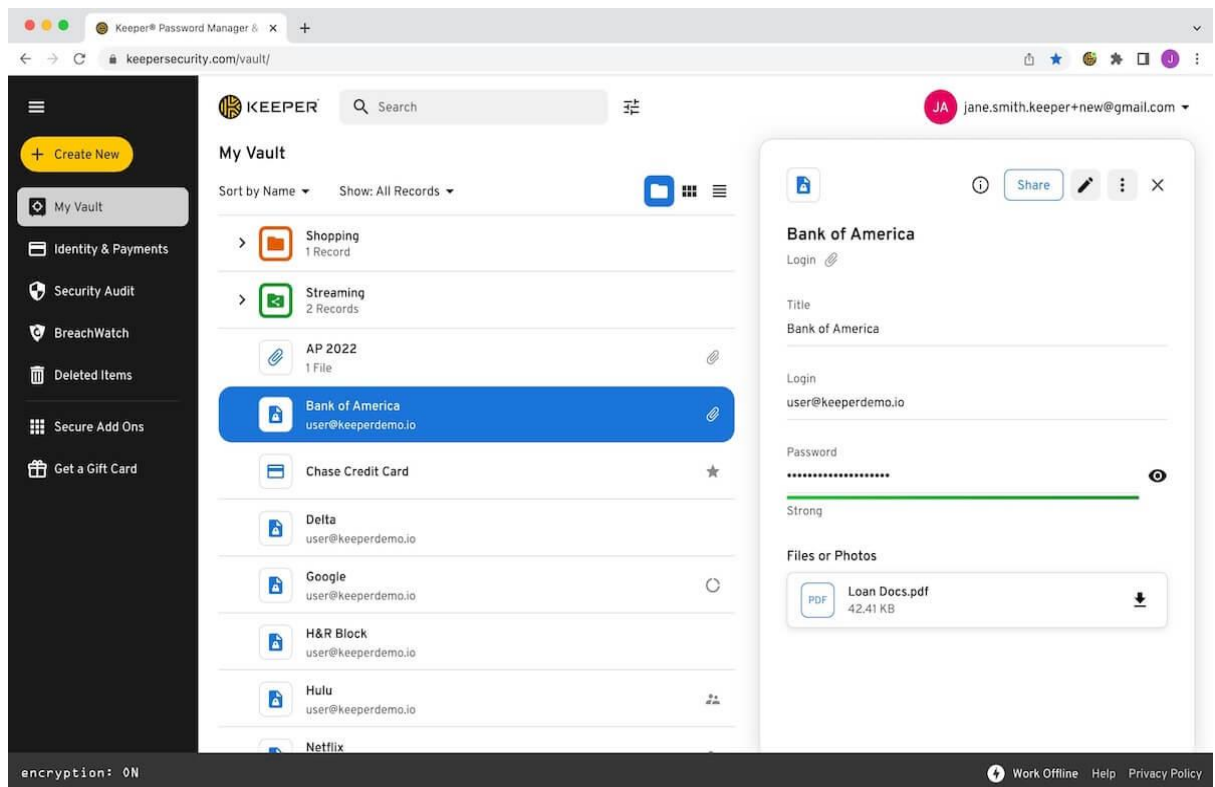 Keeper® Password Manager &
keepersecurity.com/vault/
J
KEEPER
Search
JA
jane.smith.keeper+new@gmail.com
Create New
My Vault
Identity & Payments
Security Audit
BreachWatch
Deleted Items
Secure Add Ons
Get a Gift Card
My Vault
Sort by Name
Show: All Records
Shopping
1 Record
Streaming
2 Records
AP 2022
1 File
Bank of America
user@keeperdemo.io
Chase Credit Card
Delta
user@keeperdemo.io
Google
user@keeperdemo.io
H&R Block
user@keeperdemo.io
Hulu
user@keeperdemo.io
Netflix
Share
Bank of America
Login
Title
Bank of America
Login
user@keeperdemo.io
Password
••••••••••••••••••••
Strong
Files or Photos
PDF
Loan Docs.pdf
42.41 KB
encryption: ON
Work Offline Help Privacy Policy